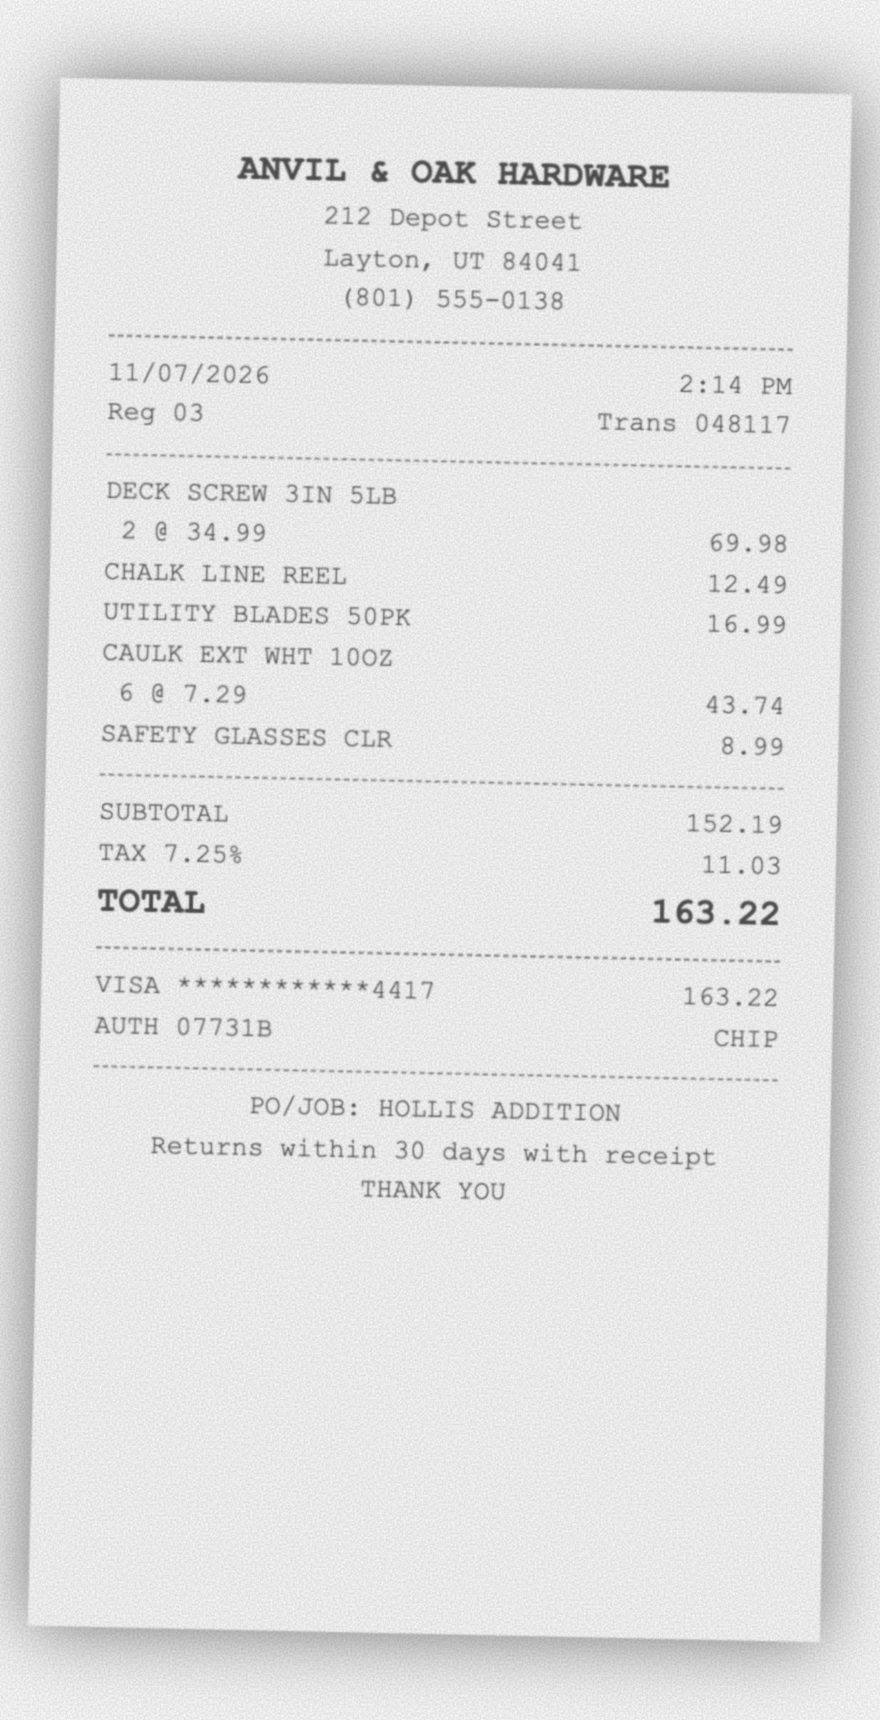 ANVIL & OAK HARDWARE
212 Depot Street
Layton, UT 84041
(801) 555-0138
11/07/2026 2:14 PM
Reg 03 Trans 048117
DECK SCREW 3IN 5LB
2 @ 34.99 69.98
CHALK LINE REEL 12.49
UTILITY BLADES 50PK 16.99
CAULK EXT WHT 10OZ
6 @ 7.29 43.74
SAFETY GLASSES CLR 8.99
SUBTOTAL 152.19
TAX 7.25% 11.03
TOTAL 163.22
VISA ************4417 163.22
AUTH 07731B CHIP
PO/JOB: HOLLIS ADDITION
Returns within 30 days with receipt
THANK YOU